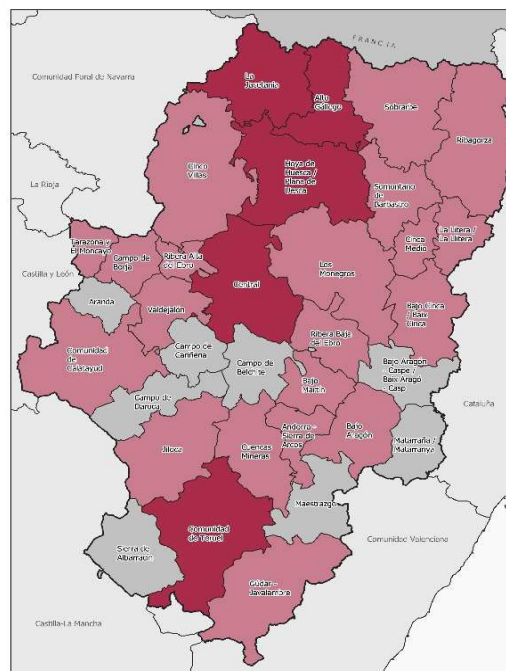 FRANCIA
Comunidad Foral de Navarra
La
Jacetania
Alto
Gállego
Sobrarbe
Ribagorza
La Rioja
Cinco
Villas
Hoya de
Huesca /
Plana de
Uesca
Somontano
de
Barbastro
Cinca
Medio
La Litera /
La Llitera
Tarazona y
El Moncayo
Campo de
Borja
Ribera Alta
del Ebro
Castilla y León
Aranda
Valdejalón
Central
Los
Monegros
Bajo Cinca
/ Baix
Cinca
Comunidad
de
Calatayud
Campo de
Cariñena
Campo de
Belchite
Ribera Baja
del Ebro
Bajo Aragón
- Caspe /
Baix Aragó
- Casp
Campo de
Daroca
Bajo
Martín
Cataluña
Jiloca
Cuencas
Mineras
Andorra -
Sierra de
Arcos
Bajo
Aragón
Matarraña /
Matarranya
Maestrazgo
Comunidad
de Teruel
Sierra de
Albarracín
Comunidad Valenciana
Gúdar -
Javalambre
Castilla-La Mancha